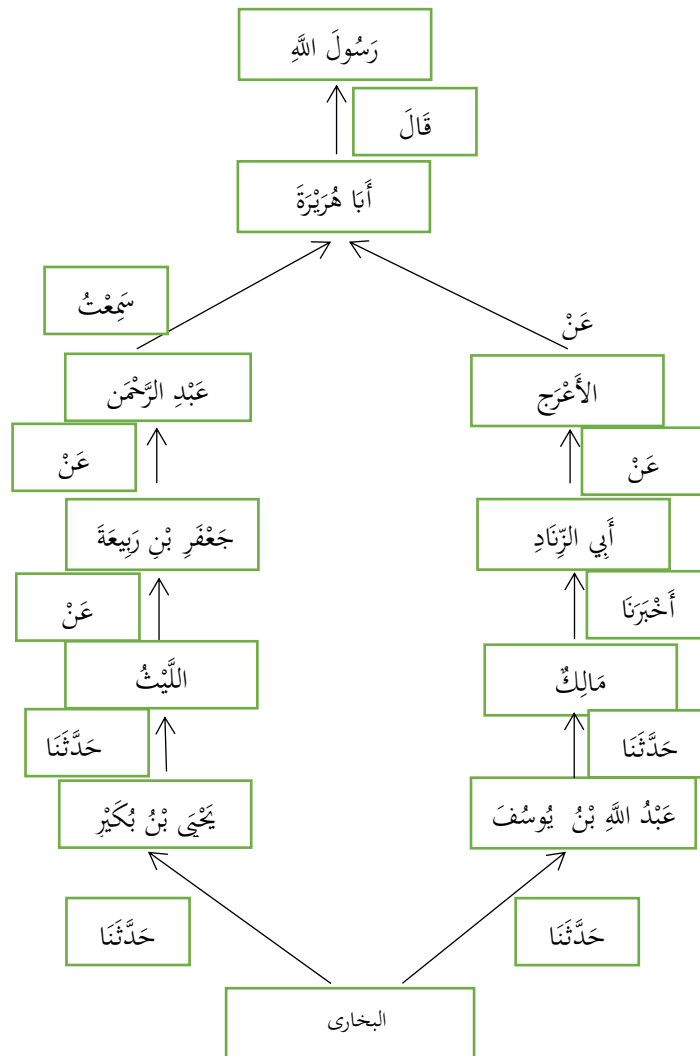 رَسُولَ اللَّهِ
قَالَ
أَبَا هُرَيْرَةَ
سَمِعْتُ
عَنْ
عَبْدِ الرَّحْمَن
الأَعْرَج
عَنْ
عَنْ
جَعْفَرِ بْنِ رَبِيعَةَ
أَبِي الزِّنَادِ
عَنْ
أَخْبَرَنَا
اللَّيْثُ
مَالِكٌ
حَدَّثَنَا
حَدَّثَنَا
يَحْيَى بْنُ بُكَيْرٍ
عَبْدُ اللَّهِ بْنُ يُوسُفَ
حَدَّثَنَا
حَدَّثَنَا
البخارى